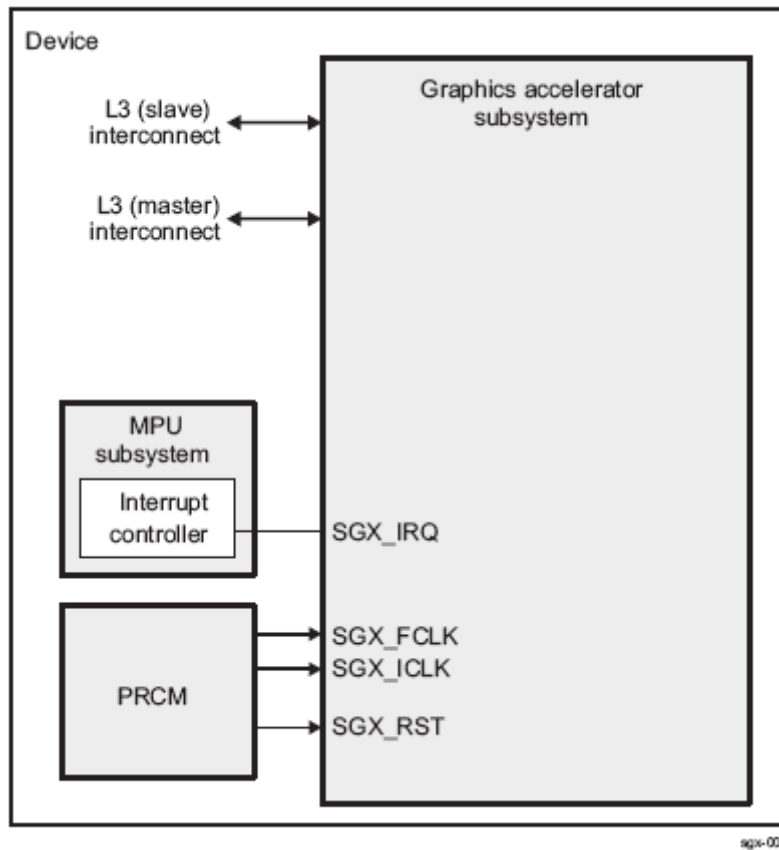 Device
Graphics accelerator
subsystem
L3 (slave)
interconnect
L3 (master)
interconnect
MPU
subsystem
Interrupt
controller
SGX_IRQ
PRCM
SGX_FCLK
SGX_ICLK
SGX_RST